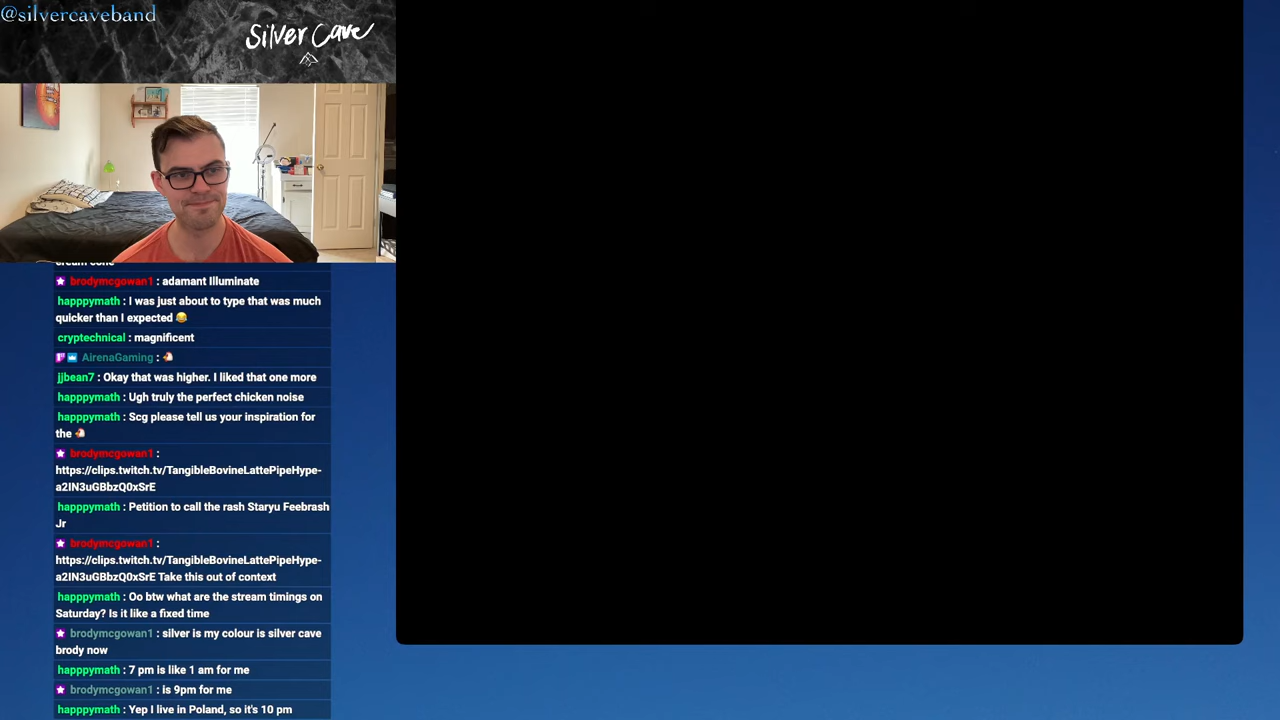 @silvercaveband
Silver Cave
brodymcgowan1 : adamant Illuminate
happpymath : I was just about to type that was much
quicker than I expected 😂
cryptechnical : magnificent
AirenaGaming :
jjbean7 : Okay that was higher. I liked that one more
happpymath : Ugh truly the perfect chicken noise
happpymath : Scg please tell us your inspiration for
the
brodymcgowan1 :
https://clips.twitch.tv/TangibleBovineLattePipeHype-
a2IN3uGBbzQ0xSrE
happpymath : Petition to call the rash Staryu Feebrash
Jr
brodymcgowan1 :
https://clips.twitch.tv/TangibleBovineLattePipeHype-
a2IN3uGBbzQ0xSrE Take this out of context
happpymath : Oo btw what are the stream timings on
Saturday? Is it like a fixed time
brodymcgowan1 : silver is my colour is silver cave
brody now
happpymath : 7 pm is like 1 am for me
brodymcgowan1 : is 9pm for me
happpymath : Yep I live in Poland, so it's 10 pm